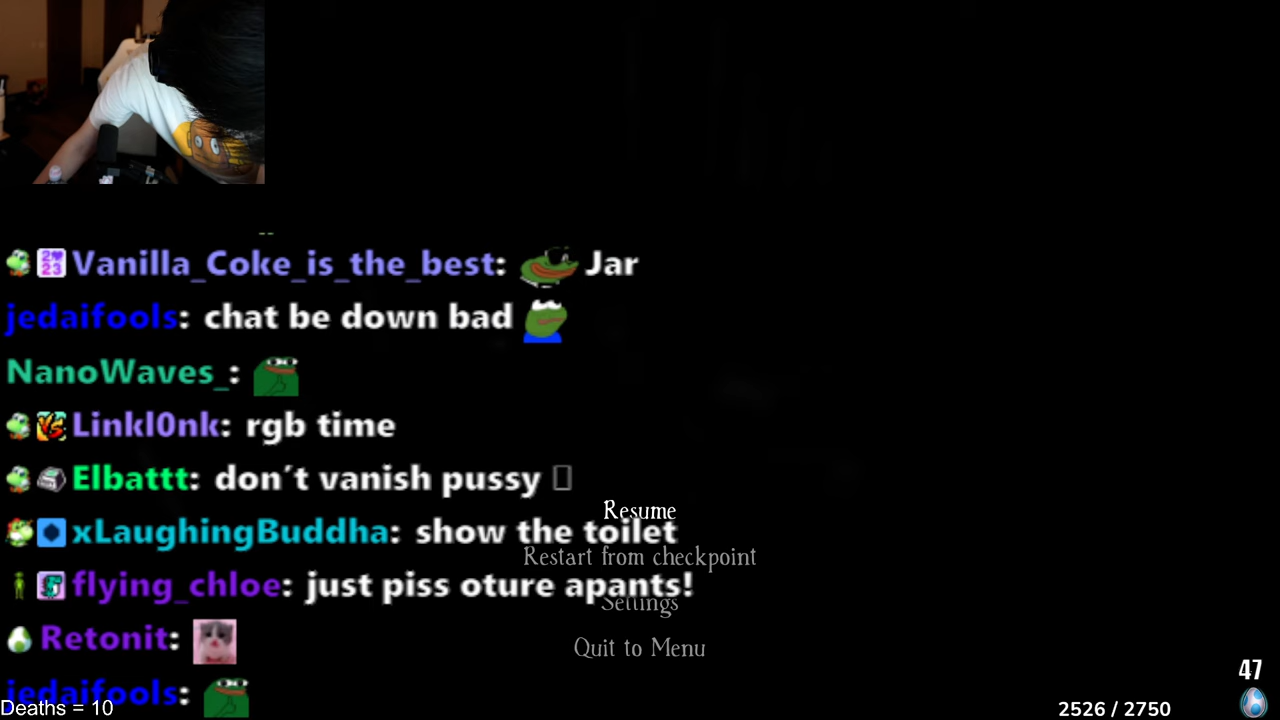 Vanilla_Coke_is_the_best: Jar
jedaifools: chat be down bad
NanoWaves_:
Linkl0nk: rgb time
Elbattt: don't vanish pussy
Resume
xLaughingBuddha: show the toilet
Restart from checkpoint
flying_chloe: just piss oture apants!
Settings
Retonit:
Quit to Menu
47
jedaifools:
Deaths = 10
2526 / 2750